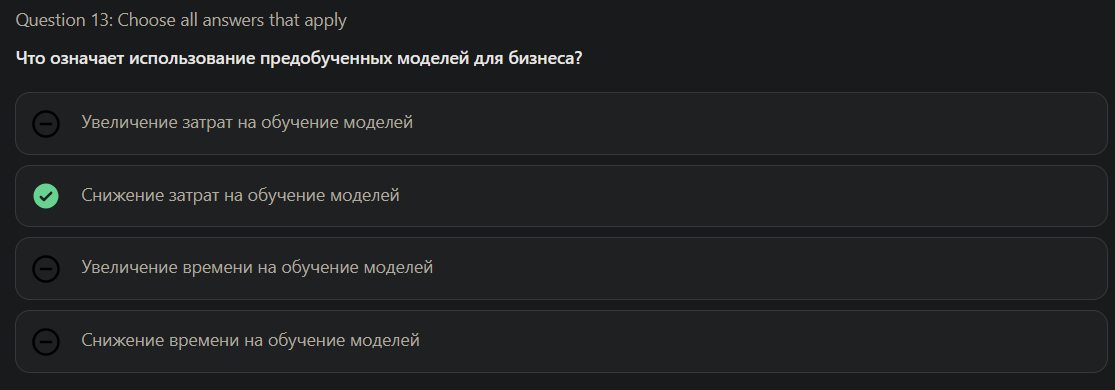 Question 13: Choose all answers that apply
Что означает использование предобученных моделей для бизнеса?
Увеличение затрат на обучение моделей
Снижение затрат на обучение моделей
Увеличение времени на обучение моделей
Снижение времени на обучение моделей